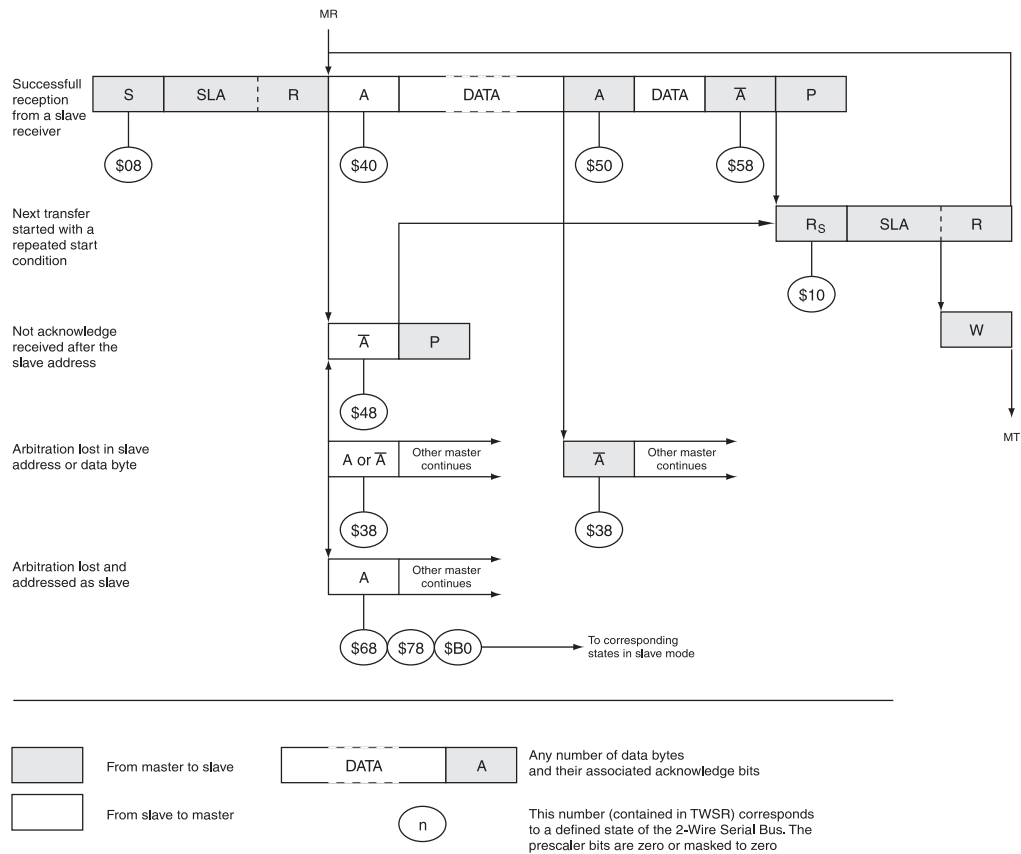 MR
Successfull
reception
from a slave
receiver
S SLA R A DATA A DATA A̅ P
$08 $40 $50 $58
Next transfer
started with a
repeated start
condition
RS SLA R
$10
Not acknowledge
received after the
slave address
A̅ P
W
$48
MT
Arbitration lost in slave
address or data byte
A or A̅ Other master
continues
A̅ Other master
continues
$38 $38
Arbitration lost and
addressed as slave
A Other master
continues
$68 $78 $B0
To corresponding
states in slave mode
From master to slave
DATA A
Any number of data bytes
and their associated acknowledge bits
From slave to master
n
This number (contained in TWSR) corresponds
to a defined state of the 2-Wire Serial Bus. The
prescaler bits are zero or masked to zero